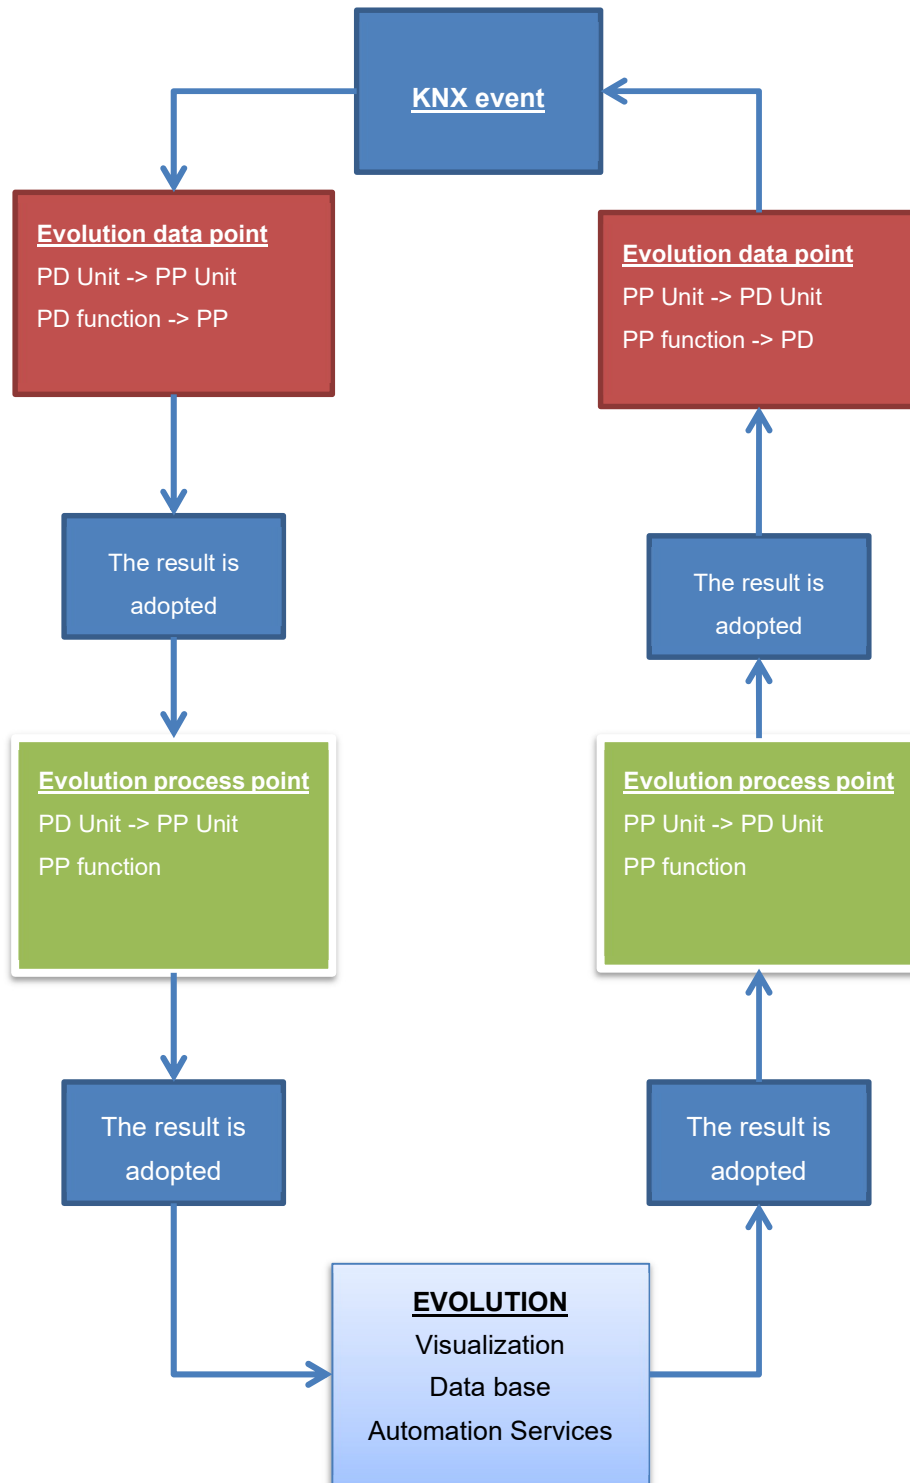 KNX event
Evolution data point
PD Unit -> PP Unit
PD function -> PP
Evolution data point
PP Unit -> PD Unit
PP function -> PD
The result is
adopted
The result is
adopted
Evolution process point
PD Unit -> PP Unit
PP function
Evolution process point
PP Unit -> PD Unit
PP function
The result is
adopted
The result is
adopted
EVOLUTION
Visualization
Data base
Automation Services